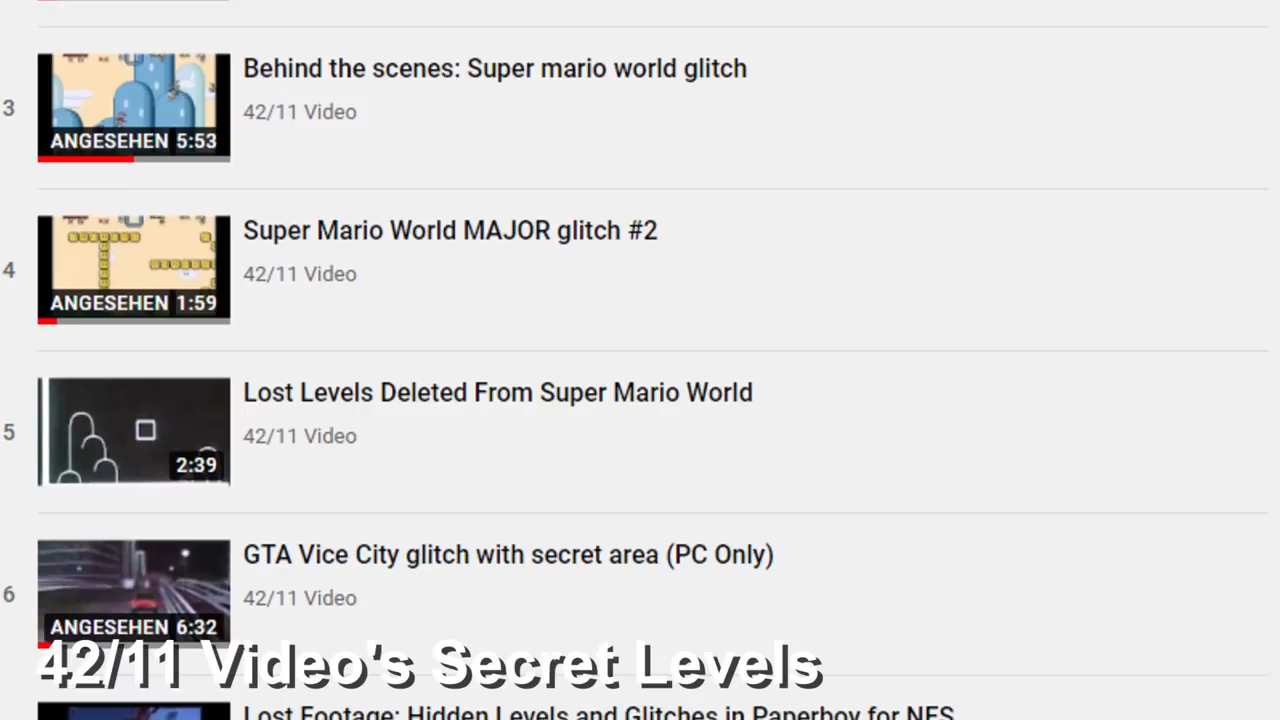 3
Behind the scenes: Super mario world glitch
42/11 Video
ANGESEHEN 5:53
4
Super Mario World MAJOR glitch #2
42/11 Video
ANGESEHEN 1:59
5
Lost Levels Deleted From Super Mario World
42/11 Video
2:39
6
GTA Vice City glitch with secret area (PC Only)
42/11 Video
ANGESEHEN 6:32
42/11 Video's Secret Levels
Lost Footage: Hidden Levels and Glitches in Paperboy for NES